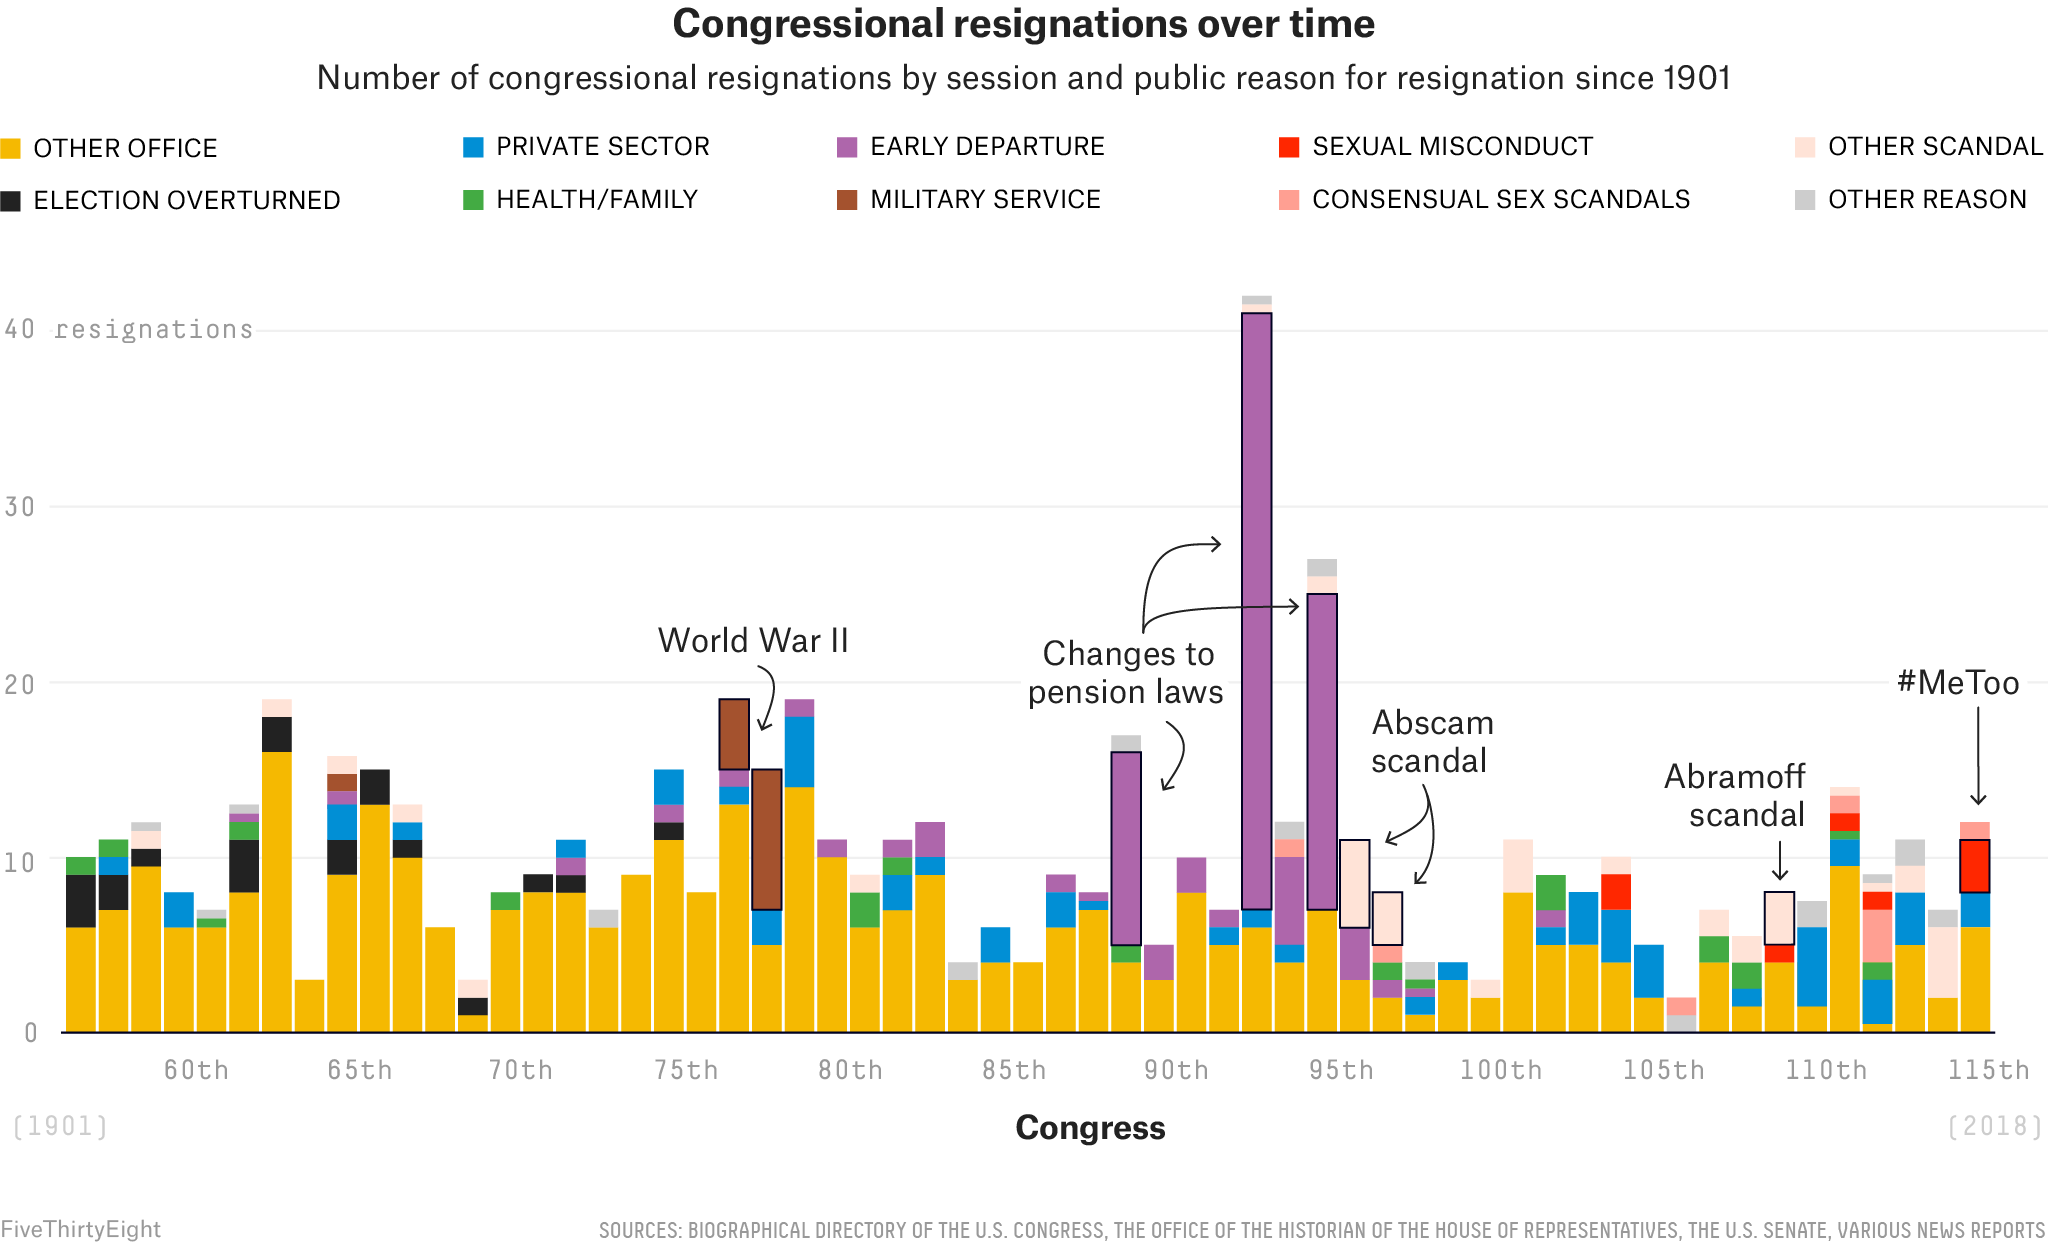 Congressional resignations over time
Number of congressional resignations by session and public reason for resignation since 1901
OTHER OFFICE
PRIVATE SECTOR
EARLY DEPARTURE
SEXUAL MISCONDUCT
OTHER SCANDAL
ELECTION OVERTURNED
HEALTH/FAMILY
MILITARY SERVICE
CONSENSUAL SEX SCANDALS
OTHER REASON
40 resignations
30
20
10
0
World War II
Changes to
pension laws
Abscam
scandal
Abramoff
scandal
#MeToo
60th 65th 70th 75th 80th 85th 90th 95th 100th 105th 110th 115th
(1901)
Congress
(2018)
FiveThirtyEight
SOURCES: BIOGRAPHICAL DIRECTORY OF THE U.S. CONGRESS, THE OFFICE OF THE HISTORIAN OF THE HOUSE OF REPRESENTATIVES, THE U.S. SENATE, VARIOUS NEWS REPORTS